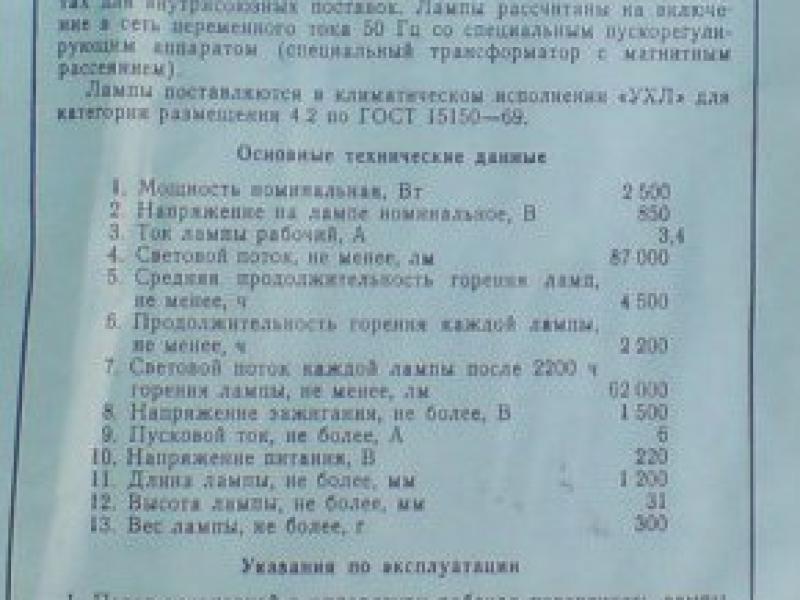 тах для внутрисоюзных поставок. Лампы рассчитаны на включе-
ние в сеть переменного тока 50 Гц со специальным пускорегули-
рующим аппаратом (специальный трансформатор с магнитным
рассеянием).
Лампы поставляются в климатическом исполнении «УХЛ» для
категории размещения 4.2 по ГОСТ 15150—69.
Основные технические данные
1. Мощность номинальная, Вт 2 500
2. Напряжение на лампе номинальное, В 850
3. Ток лампы рабочий, А 3,4
4. Световой поток, не менее, лм 87 000
5. Средняя продолжительность горения ламп,
не менее, ч 4 500
6. Продолжительность горения каждой лампы,
не менее, ч 2 200
7. Световой поток каждой лампы после 2200 ч
горения лампы, не менее, лм 62 000
8. Напряжение зажигания, не более, В 1 500
9. Пусковой ток, не более, А 6
10. Напряжение питания, В 220
11. Длина лампы, не более, мм 1 200
12. Высота лампы, не более, мм 31
13. Вес лампы, не более, г 300
Указания по эксплуатации
1. Перед